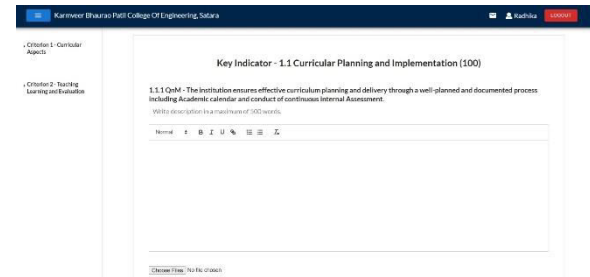 Karmveer Bhaurao Patil College Of Engineering, Satara
Radhika
LOGOUT
Criterion 1 - Curricular
Aspects
Criterion 2 - Teaching
Learning and Evaluation
Key Indicator - 1.1 Curricular Planning and Implementation (100)
1.1.1 QnM - The institution ensures effective curriculum planning and delivery through a well-planned and documented process
including Academic calendar and conduct of continuous internal Assessment.
Write description in a maximum of 500 words.
Normal B I U
Choose Files No file chosen